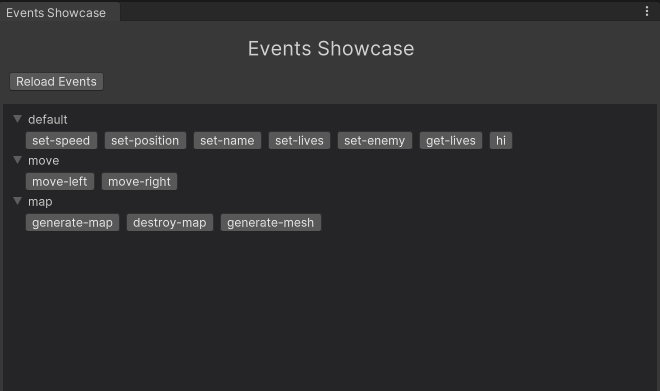 Events Showcase
Events Showcase
Reload Events
default
set-speed set-position set-name set-lives set-enemy get-lives hi
move
move-left move-right
map
generate-map destroy-map generate-mesh